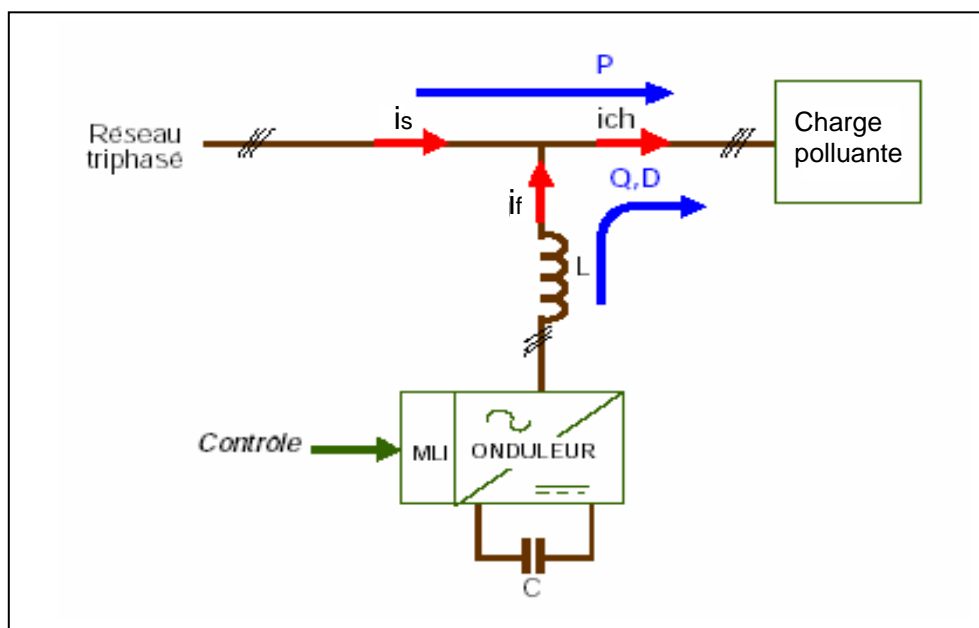 P
is
ich
Réseau
triphasé
Charge
polluante
Q,D
if
L
Contrôle
MLI
ONDULEUR
C